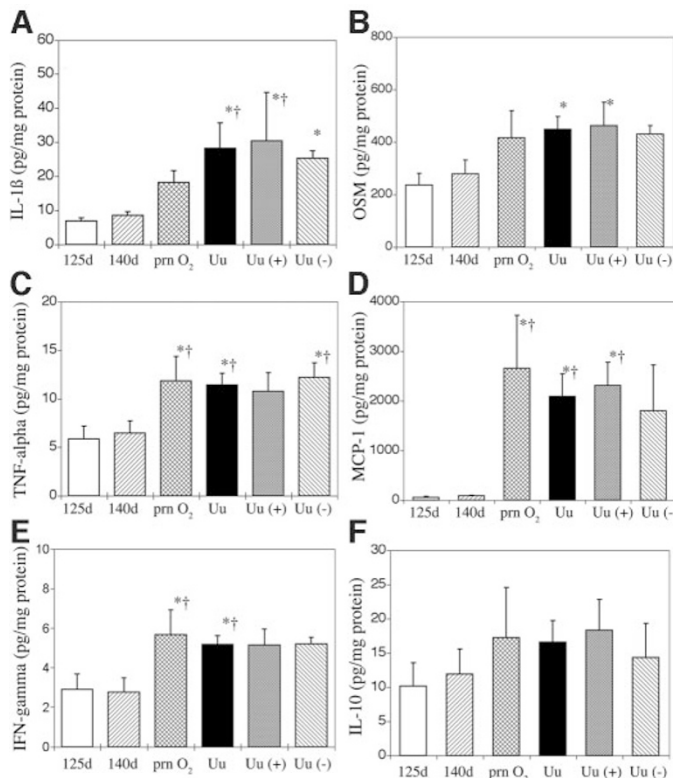 A
IL-1ß (pg/mg protein)
60
50
40
30
20
10
0
*†
*†
*
125d 140d prn O₂ Uu Uu (+) Uu (-)
B
OSM (pg/mg protein)
800
600
400
200
0
*
*
125d 140d prn O₂ Uu Uu (+) Uu (-)
C
TNF-alpha (pg/mg protein)
20
15
10
5
0
*†
*†
*†
125d 140d prn O₂ Uu Uu (+) Uu (-)
D
MCP-1 (pg/mg protein)
4000
3000
2000
1000
0
*†
*†
*†
125d 140d prn O₂ Uu Uu (+) Uu (-)
E
IFN-gamma (pg/mg protein)
6
6
4
2
0
*†
*†
125d 140d prn O₂ Uu Uu (+) Uu (-)
F
IL-10 (pg/mg protein)
30
25
20
15
10
5
0
125d 140d prn O₂ Uu Uu (+) Uu (-)